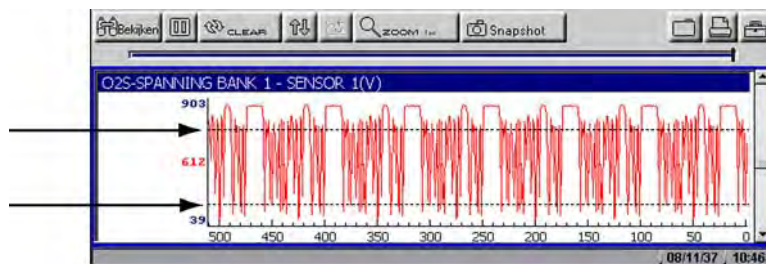 Bekijken CLEAR ZOOM 1x Snapshot
O2S-SPANNING BANK 1 - SENSOR 1(V)
903
612
39
500 450 400 350 300 250 200 150 100 50 0
08/11/37 10:46